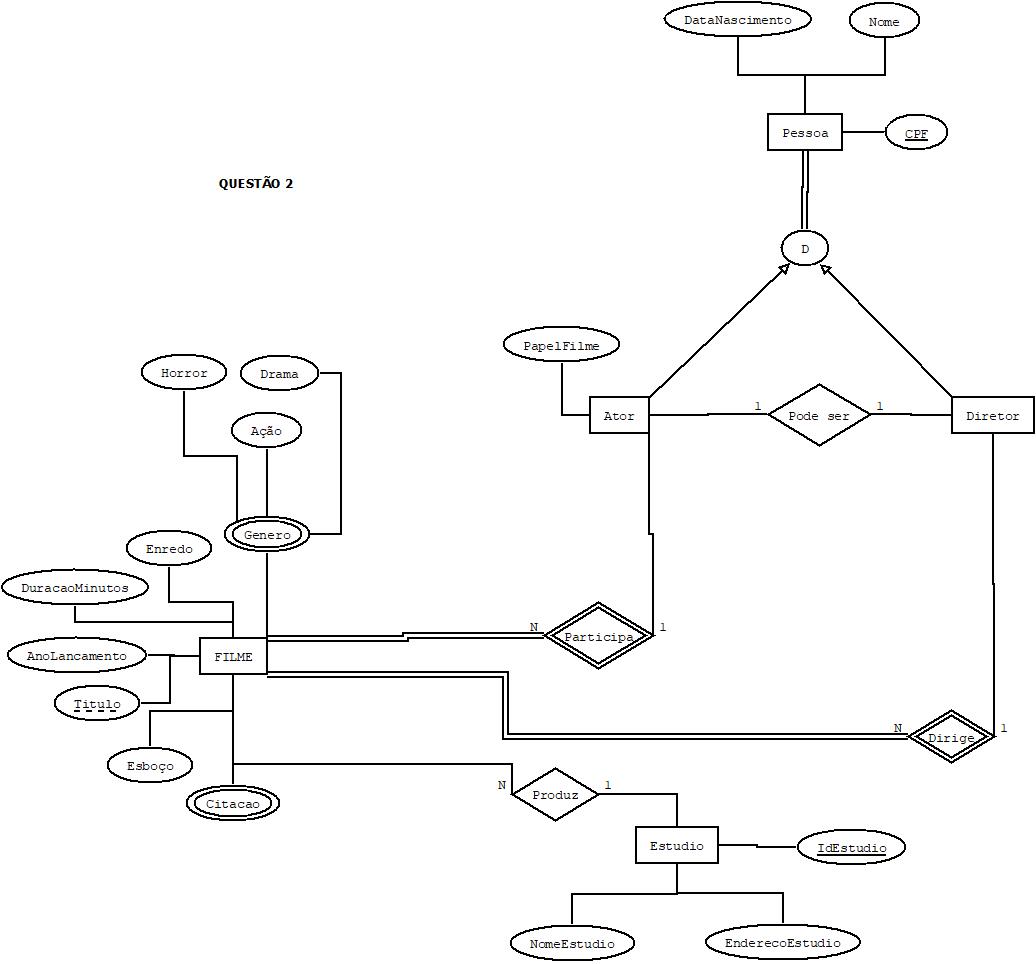 DataNascimento
Nome
Pessoa
CPF
QUESTÃO 2
D
PapelFilme
Horror
Drama
Ator
1
Pode ser
1
Diretor
Ação
Genero
Enredo
DuracaoMinutos
N
Participa
1
AnoLancamento
FILME
Titulo
N
Dirige
1
Esboço
Citacao
N
Produz
1
Estudio
IdEstudio
NomeEstudio
EnderecoEstudio